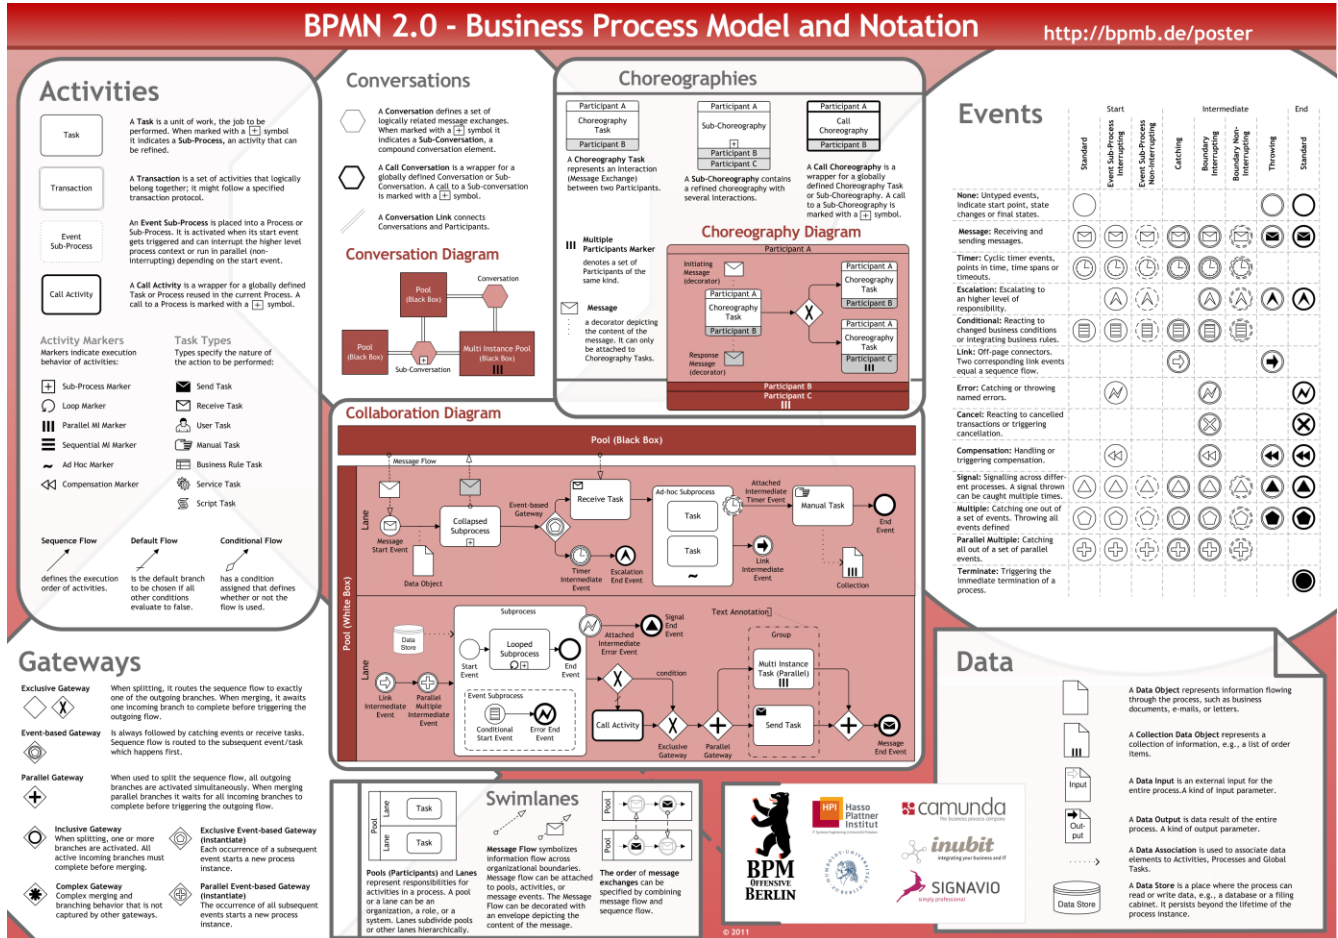 BPMN 2.0 - Business Process Model and Notation
http://bpmb.de/poster
Activities
Task
A Task is a unit of work, the job to be
performed. When marked with a + symbol
it indicates a Sub-Process, an activity that can
be refined.
Transaction
A Transaction is a set of activities that logically
belong together; it might follow a specified
transaction protocol.
Event
Sub-Process
An Event Sub-Process is placed into a Process or
Sub-Process. It is activated when its start event
gets triggered and can interrupt the higher level
process context or run in parallel (non-
interrupting) depending on the start event.
Call Activity
A Call Activity is a wrapper for a globally defined
Task or Process reused in the current Process. A
call to a Process is marked with a + symbol.
Activity Markers
Markers indicate execution
behavior of activities:
Sub-Process Marker
Loop Marker
Parallel MI Marker
Sequential MI Marker
Ad Hoc Marker
Compensation Marker
Task Types
Types specify the nature of
the action to be performed:
Send Task
Receive Task
User Task
Manual Task
Business Rule Task
Service Task
Script Task
Sequence Flow
defines the execution
order of activities.
Default Flow
is the default branch
to be chosen if all
other conditions
evaluate to false.
Conditional Flow
has a condition
assigned that defines
whether or not the
flow is used.
Conversations
A Conversation defines a set of
logically related message exchanges.
When marked with a + symbol it
indicates a Sub-Conversation, a
compound conversation element.
A Call Conversation is a wrapper for a
globally defined Conversation or Sub-
Conversation. A call to a Sub-conversation
is marked with a + symbol.
A Conversation Link connects
Conversations and Participants.
Conversation Diagram
Pool
(Black Box)
Conversation
Pool
(Black Box)
Sub-Conversation
Multi Instance Pool
(Black Box)
Choreographies
Participant A
Choreography
Task
Participant B
A Choreography Task
represents an Interaction
(Message Exchange)
between two Participants.
Participant A
Sub-Choreography
Participant B
Participant C
A Sub-Choreography contains
a refined choreography with
several Interactions.
Participant A
Call
Choreography
Participant B
A Call Choreography is a
wrapper for a globally
defined Choreography Task
or Sub-Choreography. A call
to a Sub-Choreography is
marked with a + symbol.
Multiple
Participants Marker
denotes a set of
Participants of the
same kind.
Message
a decorator depicting
the content of the
message. It can only
be attached to
Choreography Tasks.
Choreography Diagram
Participant A
Initiating
Message
(decorator)
Participant A
Choreography
Task
Participant B
Response
Message
(decorator)
Participant A
Choreography
Task
Participant B
Participant A
Choreography
Task
Participant C
Participant B
Participant C
Events
Start
Intermediate
End
Standard
Event Sub-Process
Interrupting
Event Sub-Process
Non-Interrupting
Catching
Boundary
Interrupting
Boundary Non-
Interrupting
Throwing
Standard
None: Untyped events,
indicate start point, state
changes or final states.
Message: Receiving and
sending messages.
Timer: Cyclic timer events,
points in time, time spans or
timeouts.
Escalation: Escalating to
an higher level of
responsibility.
Conditional: Reacting to
changed business conditions
or integrating business rules.
Link: Off-page connectors.
Two corresponding link events
equal a sequence flow.
Error: Catching or throwing
named errors.
Cancel: Reacting to cancelled
transactions or triggering
cancellation.
Compensation: Handling or
triggering compensation.
Signal: Signalling across differ-
ent processes. A signal thrown
can be caught multiple times.
Multiple: Catching one out of
a set of events. Throwing all
events defined
Parallel Multiple: Catching
all out of a set of parallel
events.
Terminate: Triggering the
immediate termination of a
process.
Collaboration Diagram
Pool (Black Box)
Message Flow
Pool (White Box)
Lane
Message
Start Event
Collapsed
Subprocess
Data Object
Event-based
Gateway
Receive Task
Timer
Intermediate
Event
Escalation
End Event
Ad-hoc Subprocess
Task
Task
Attached
Intermediate
Timer Event
Manual Task
End
Event
Link
Intermediate
Event
Collection
Lane
Data
Store
Link
Intermediate
Event
Parallel
Multiple
Intermediate
Event
Subprocess
Start
Event
Looped
Subprocess
End
Event
Event Subprocess
Conditional
Start Event
Error End
Event
Attached
Intermediate
Error Event
Signal
End
Event
condition
Call Activity
Exclusive
Gateway
Parallel
Gateway
Text Annotation
Group
Multi Instance
Task (Parallel)
Send Task
Message
End Event
Gateways
Exclusive Gateway
When splitting, it routes the sequence flow to exactly
one of the outgoing branches. When merging, it awaits
one incoming branch to complete before triggering the
outgoing flow.
Event-based Gateway
Is always followed by catching events or receive tasks.
Sequence flow is routed to the subsequent event/task
which happens first.
Parallel Gateway
When used to split the sequence flow, all outgoing
branches are activated simultaneously. When merging
parallel branches it waits for all incoming branches to
complete before triggering the outgoing flow.
Inclusive Gateway
When splitting, one or more
branches are activated. All
active incoming branches must
complete before merging.
Exclusive Event-based Gateway
(instantiate)
Each occurrence of a subsequent
event starts a new process
instance.
Complex Gateway
Complex merging and
branching behavior that is not
captured by other gateways.
Parallel Event-based Gateway
(instantiate)
The occurrence of all subsequent
events starts a new process
instance.
Swimlanes
Pool
Lane
Task
Lane
Task
Pools (Participants) and Lanes
represent responsibilities for
activities in a process. A pool
or a lane can be an
organization, a role, or a
system. Lanes subdivide pools
or other lanes hierarchically.
Message Flow symbolizes
information flow across
organizational boundaries.
Message flow can be attached
to pools, activities, or
message events. The Message
Flow can be decorated with
an envelope depicting the
content of the message.
Pool
Pool
The order of message
exchanges can be
specified by combining
message flow and
sequence flow.
BPM
OFFENSIVE
BERLIN
HPI
Hasso
Plattner
Institut
camunda
the business process company
inubit
integrating your business and IT
SIGNAVIO
simply professional
© 2011
Data
A Data Object represents information flowing
through the process, such as business
documents, e-mails, or letters.
A Collection Data Object represents a
collection of information, e.g., a list of order
items.
Input
A Data Input is an external input for the
entire process.A kind of input parameter.
Out-
put
A Data Output is data result of the entire
process. A kind of output parameter.
A Data Association is used to associate data
elements to Activities, Processes and Global
Tasks.
Data Store
A Data Store is a place where the process can
read or write data, e.g., a database or a filing
cabinet. It persists beyond the lifetime of the
process instance.